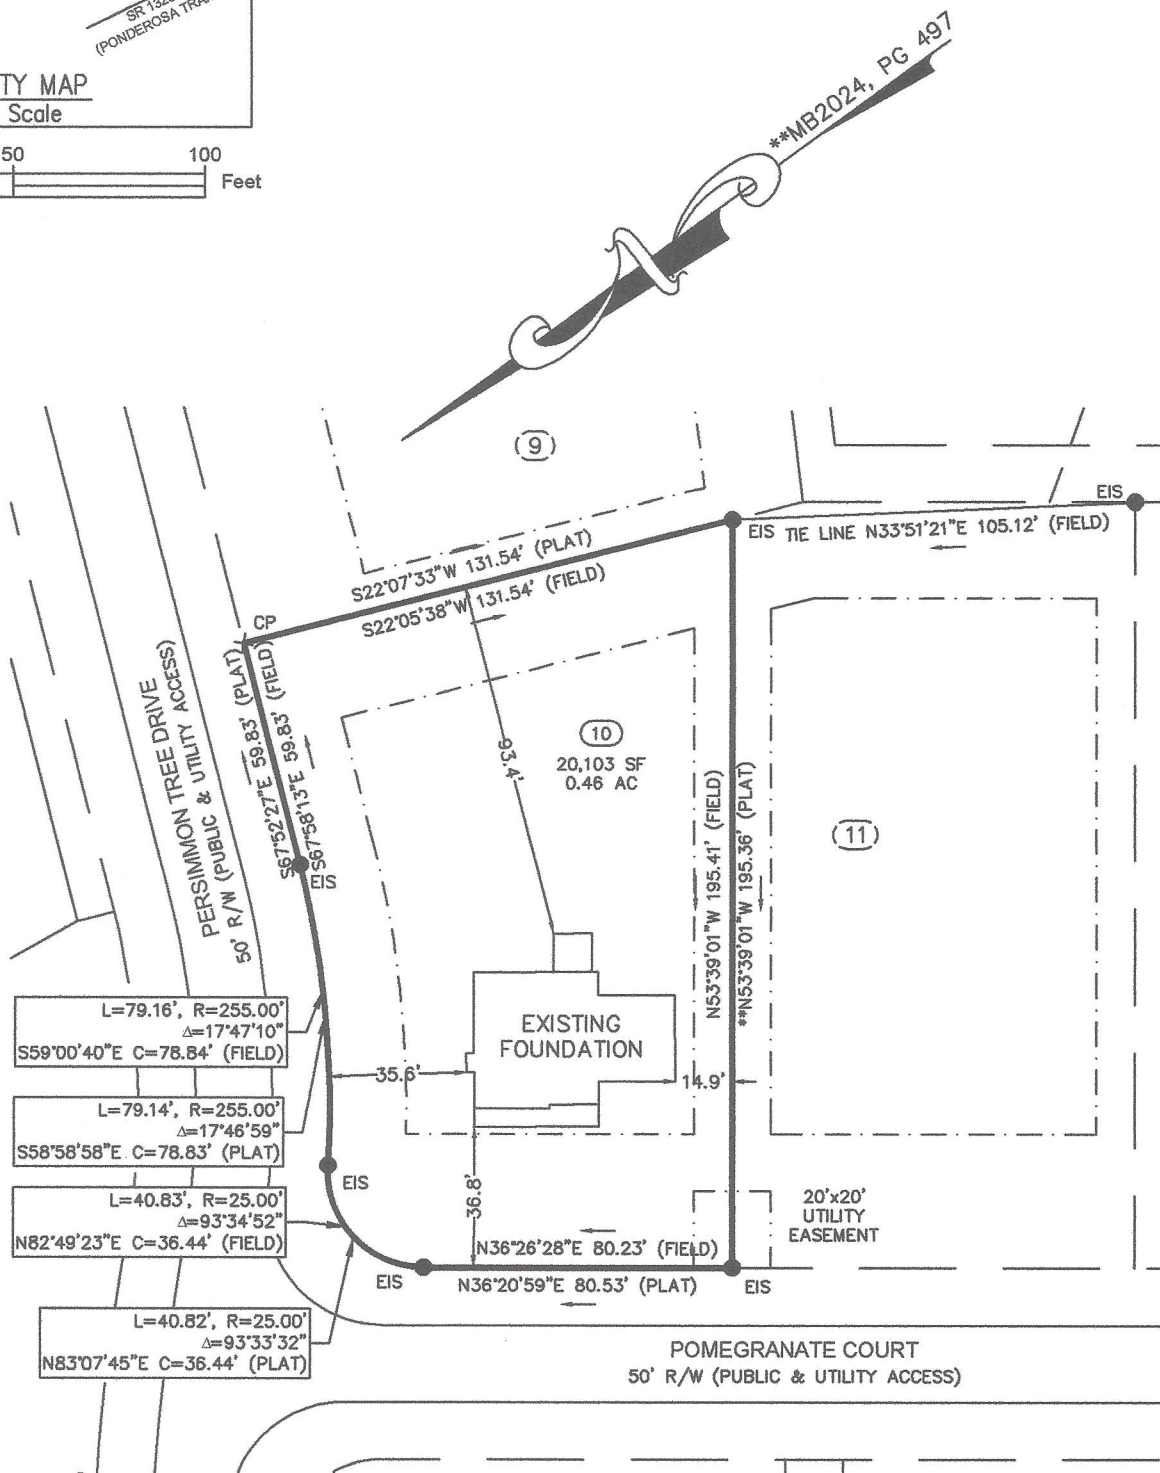 SR 132
(PONDEROSA TRA
TY MAP
Scale
50 100
Feet
**MB2024, PG 497
9
EIS
EIS
TIE LINE N33°51'21"E 105.12' (FIELD)
S22°07'33"W 131.54' (PLAT)
S22°05'38"W 131.54' (FIELD)
CP
S67°52'27"E 59.83' (PLAT)
S67°58'13"E 59.83' (FIELD)
PERSIMMON TREE DRIVE
50' R/W (PUBLIC & UTILITY ACCESS)
10
20,103 SF
0.46 AC
93.4'
N53°39'01"W 195.41' (FIELD)
**N53°39'01"W 195.36' (PLAT)
11
EIS
EXISTING
FOUNDATION
L=79.16', R=255.00'
Δ=17°47'10"
S59°00'40"E C=78.84' (FIELD)
35.6'
14.9'
L=79.14', R=255.00'
Δ=17°46'59"
S58°58'58"E C=78.83' (PLAT)
EIS
L=40.83', R=25.00'
Δ=93°34'52"
N82°49'23"E C=36.44' (FIELD)
36.8'
20'x20'
UTILITY
EASEMENT
N36°26'28"E 80.23' (FIELD)
EIS
N36°20'59"E 80.53' (PLAT)
EIS
L=40.82', R=25.00'
Δ=93°33'32"
N83°07'45"E C=36.44' (PLAT)
POMEGRANATE COURT
50' R/W (PUBLIC & UTILITY ACCESS)